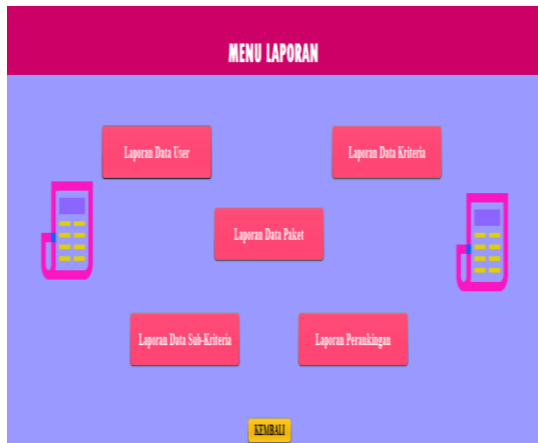 MENU LAPORAN
Laporan Data User
Laporan Data Kriteria
Laporan Data Paket
Laporan Data Sub-Kriteria
Laporan Perankingan
KEMBALI